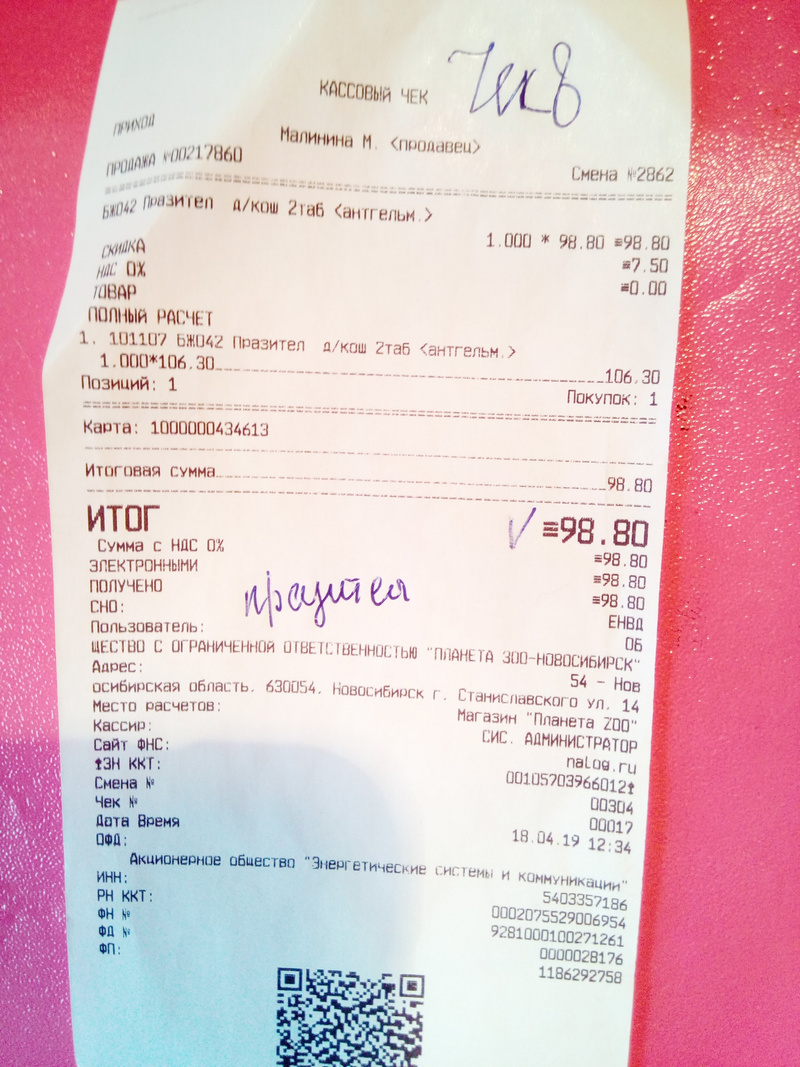 Чек 8
КАССОВЫЙ ЧЕК
ПРИХОД
Малинина М. <продавец>
ПРОДАЖА №00217860
Смена №2862
БЖ042 Празител д/кош 2таб <антгельм.>
1.000 * 98.80 ≡98.80
СКИДКА ≡7.50
НДС 0% ≡0.00
ТОВАР
ПОЛНЫЙ РАСЧЕТ
1. 101107 БЖ042 Празител д/кош 2таб <антгельм.>
1.000*106.30 106.30
Позиций: 1 Покупок: 1
Карта: 1000000434613
Итоговая сумма 98.80
ИТОГ ≡98.80
Сумма с НДС 0% ≡98.80
ЭЛЕКТРОННЫМИ ≡98.80
ПОЛУЧЕНО ≡98.80
празител
СНО: ЕНВД
Пользователь: ОБ
ЩЕСТВО С ОГРАНИЧЕННОЙ ОТВЕТСТВЕННОСТЬЮ "ПЛАНЕТА ЗОО-НОВОСИБИРСК"
Адрес: 54 - Нов
осибирская область, 630054, Новосибирск г. Станиславского ул. 14
Место расчетов: Магазин "Планета ZOO"
Кассир: СИС. АДМИНИСТРАТОР
Сайт ФНС: nalog.ru
↑ЗН ККТ: 00105703966012↑
Смена № 00304
Чек № 00017
Дата Время 18.04.19 12:34
ОФД:
Акционерное общество "Энергетические системы и коммуникации"
ИНН: 5403357186
РН ККТ: 0002075529006954
ФН № 9281000100271261
ФД № 0000028176
ФП: 1186292758